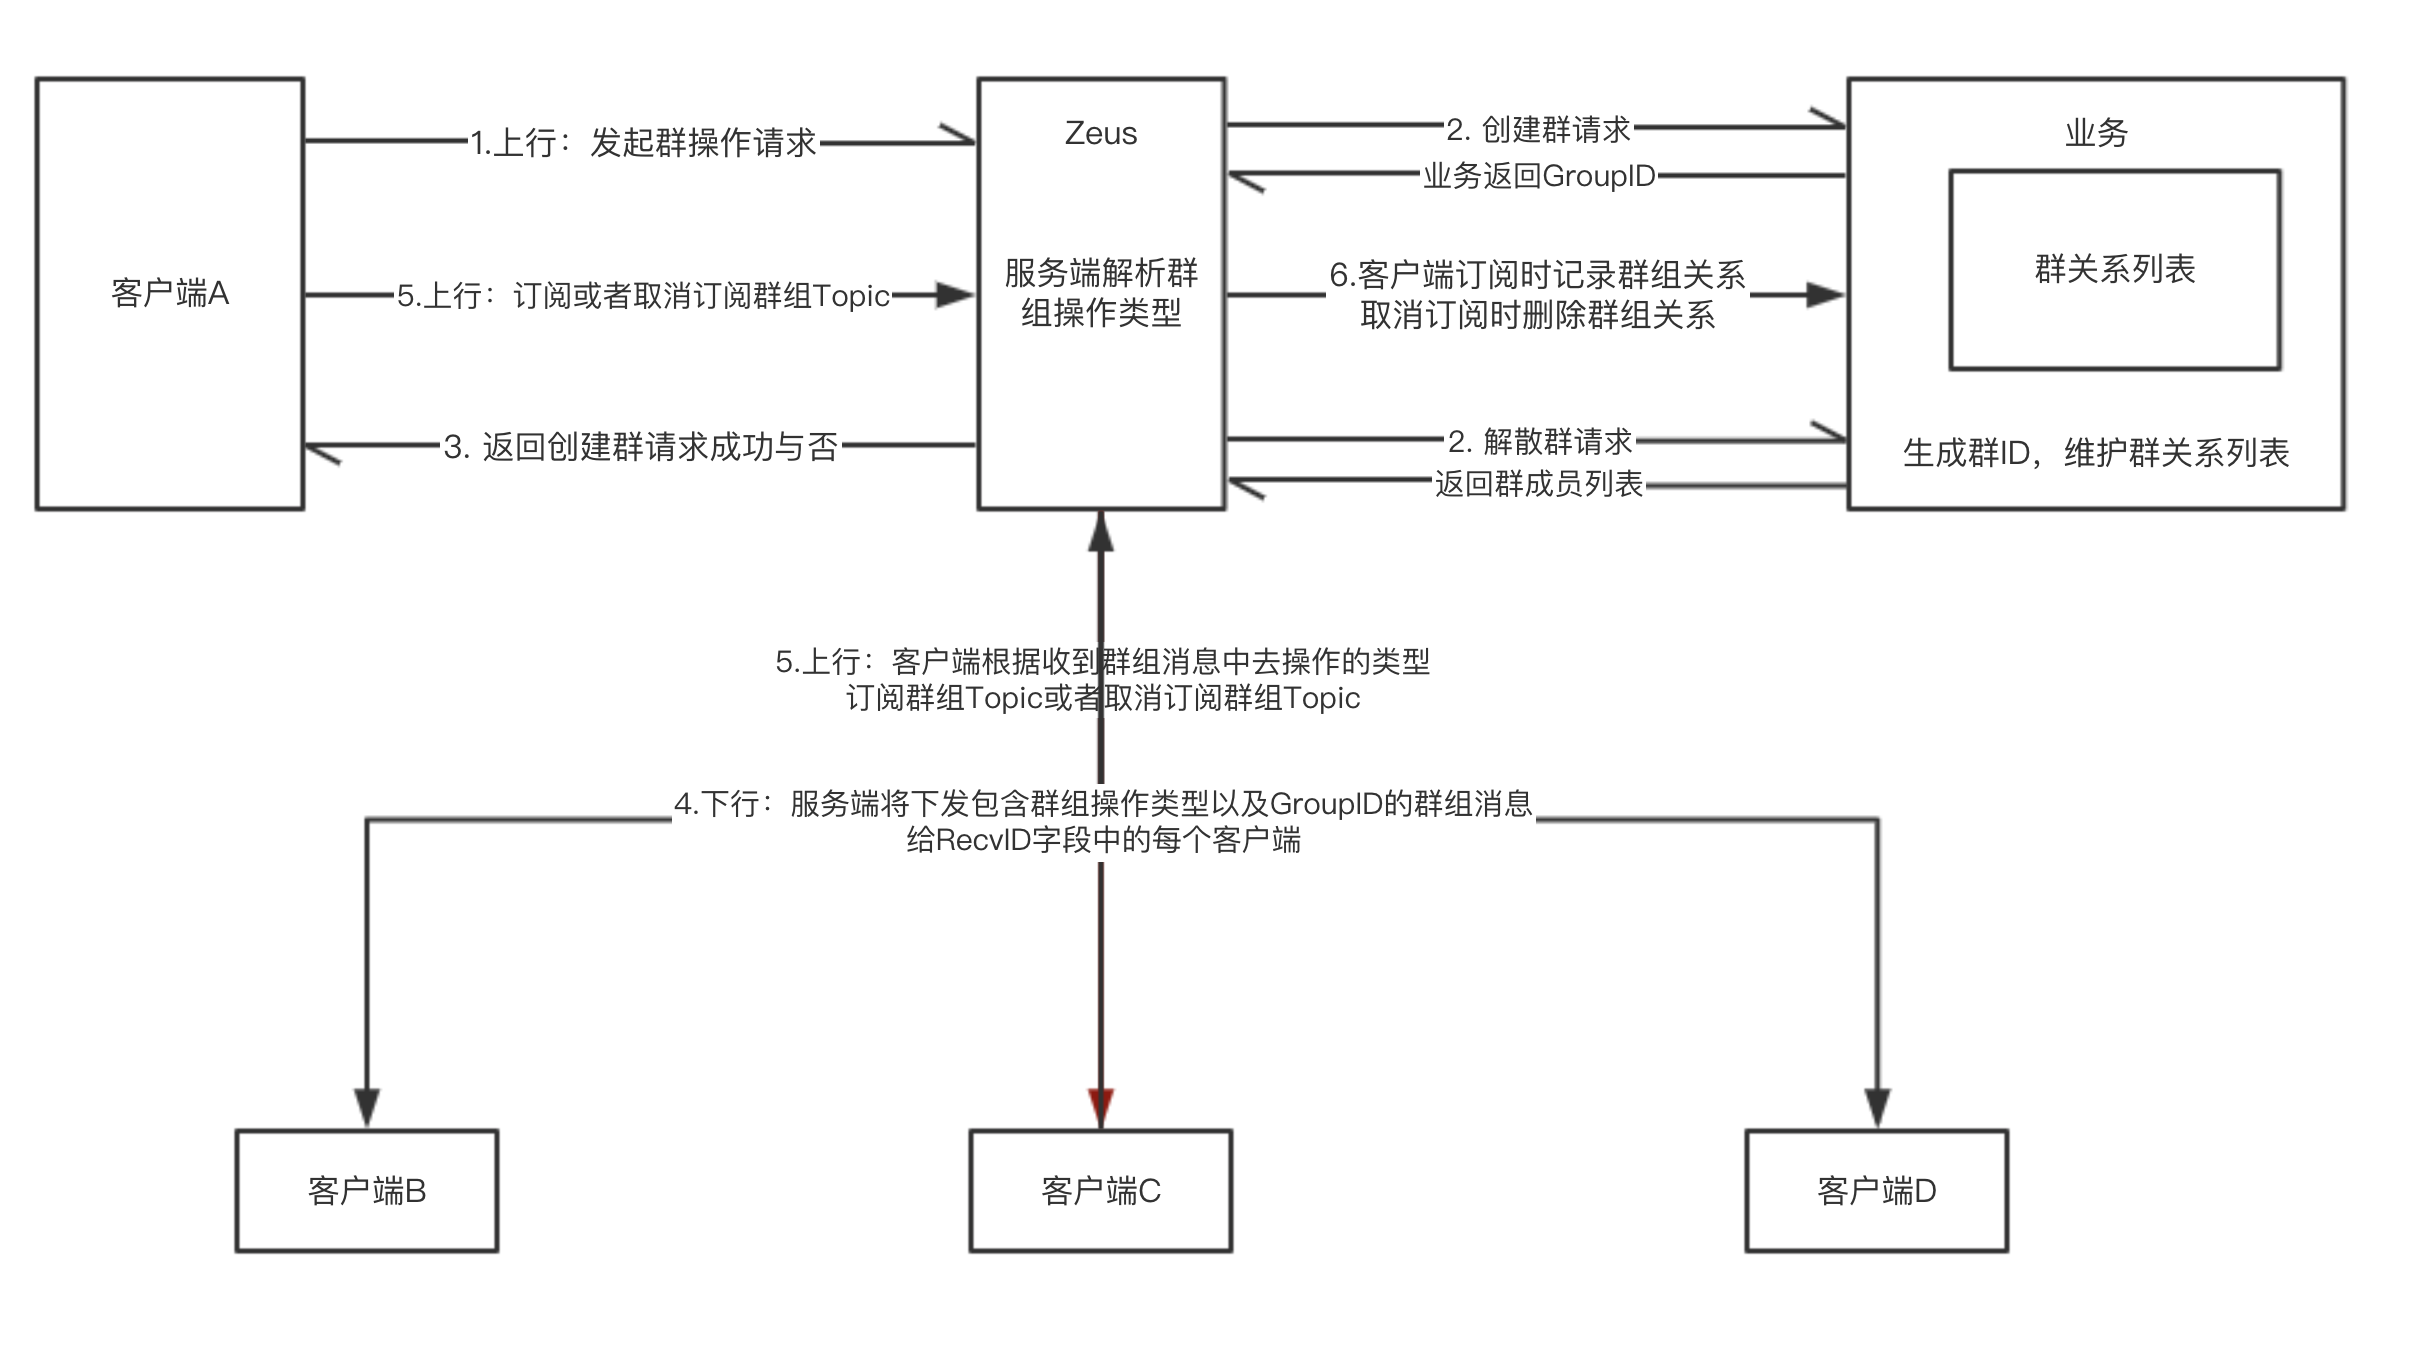 Zeus
业务
1.上行：发起群操作请求
2. 创建群请求
业务返回GroupID
客户端A
5.上行：订阅或者取消订阅群组Topic
服务端解析群
组操作类型
6.客户端订阅时记录群组关系
取消订阅时删除群组关系
群关系列表
3. 返回创建群请求成功与否
2. 解散群请求
返回群成员列表
生成群ID，维护群关系列表
5.上行：客户端根据收到群组消息中去操作的类型
订阅群组Topic或者取消订阅群组Topic
4.下行：服务端将下发包含群组操作类型以及GroupID的群组消息
给RecvID字段中的每个客户端
客户端B
客户端C
客户端D